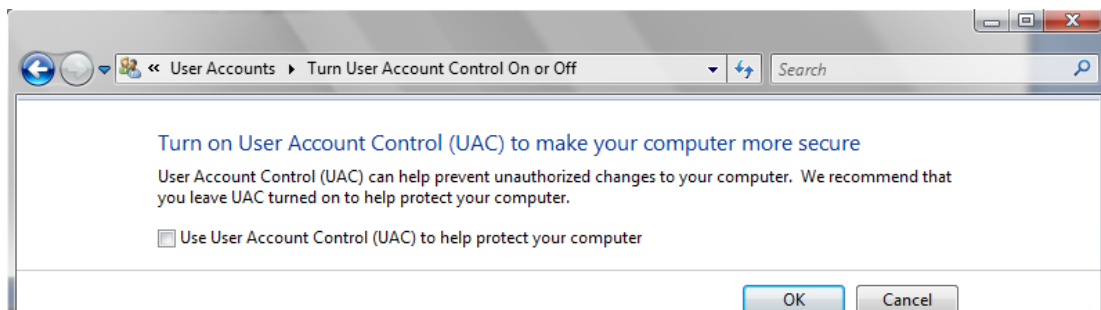 « User Accounts ▸ Turn User Account Control On or Off
Search
Turn on User Account Control (UAC) to make your computer more secure
User Account Control (UAC) can help prevent unauthorized changes to your computer. We recommend that
you leave UAC turned on to help protect your computer.
Use User Account Control (UAC) to help protect your computer
OK Cancel